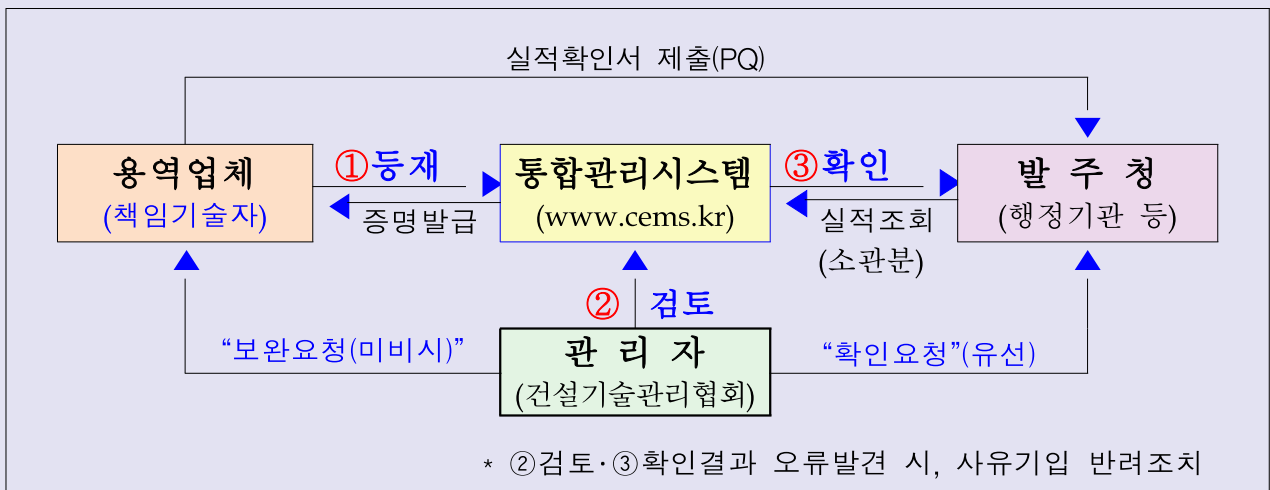 실적확인서 제출(PQ)
용역업체
(책임기술자)
①등재
증명발급
통합관리시스템
(www.cems.kr)
③확인
실적조회
(소관분)
발 주 청
(행정기관 등)
② 검토
“보완요청(미비시)”
관 리 자
(건설기술관리협회)
“확인요청”(유선)
* ②검토·③확인결과 오류발견 시, 사유기입 반려조치